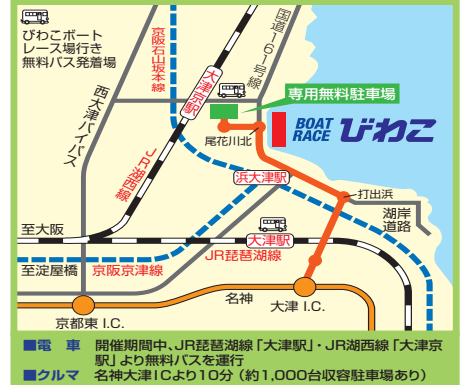 びわこボート
レース場行き
無料バス発着場
京阪石山坂本線
大津京駅
国道161号線
専用無料駐車場
尾花川北
BOAT
RACE
びわこ
西大津バイパス
JR湖西線
浜大津駅
打出浜
湖岸
道路
至大阪
大津駅
JR琵琶湖線
至淀屋橋
京阪京津線
名神
大津 I.C.
京都東 I.C.
■電 車 開催期間中、JR琵琶湖線「大津駅」・JR湖西線「大津京
駅」より無料バスを運行
■クルマ 名神大津ICより10分(約1,000台収容駐車場あり)